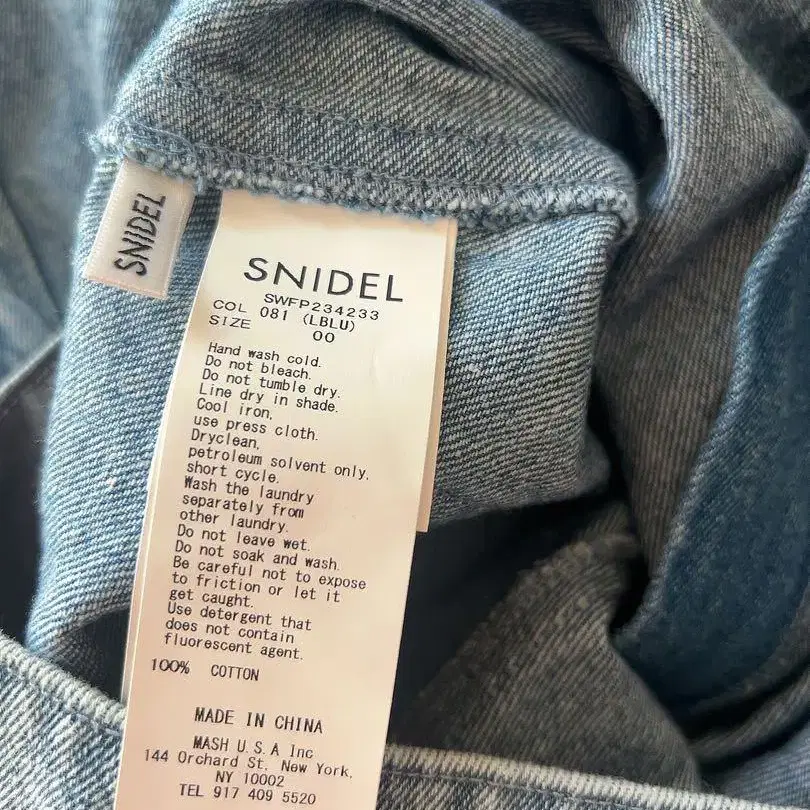 SNIDEL
SNIDEL
SWFP234233
COL 081 (LBLU)
SIZE 00
Hand wash cold.
Do not bleach.
Do not tumble dry.
Line dry in shade.
Cool iron,
use press cloth.
Dryclean,
petroleum solvent only,
short cycle.
Wash the laundry
separately from
other laundry.
Do not leave wet.
Do not soak and wash.
Be careful not to expose
to friction or let it
get caught.
Use detergent that
does not contain
fluorescent agent.
100% COTTON
MADE IN CHINA
MASH U.S.A Inc
144 Orchard St. New York,
NY 10002
TEL 917 409 5520